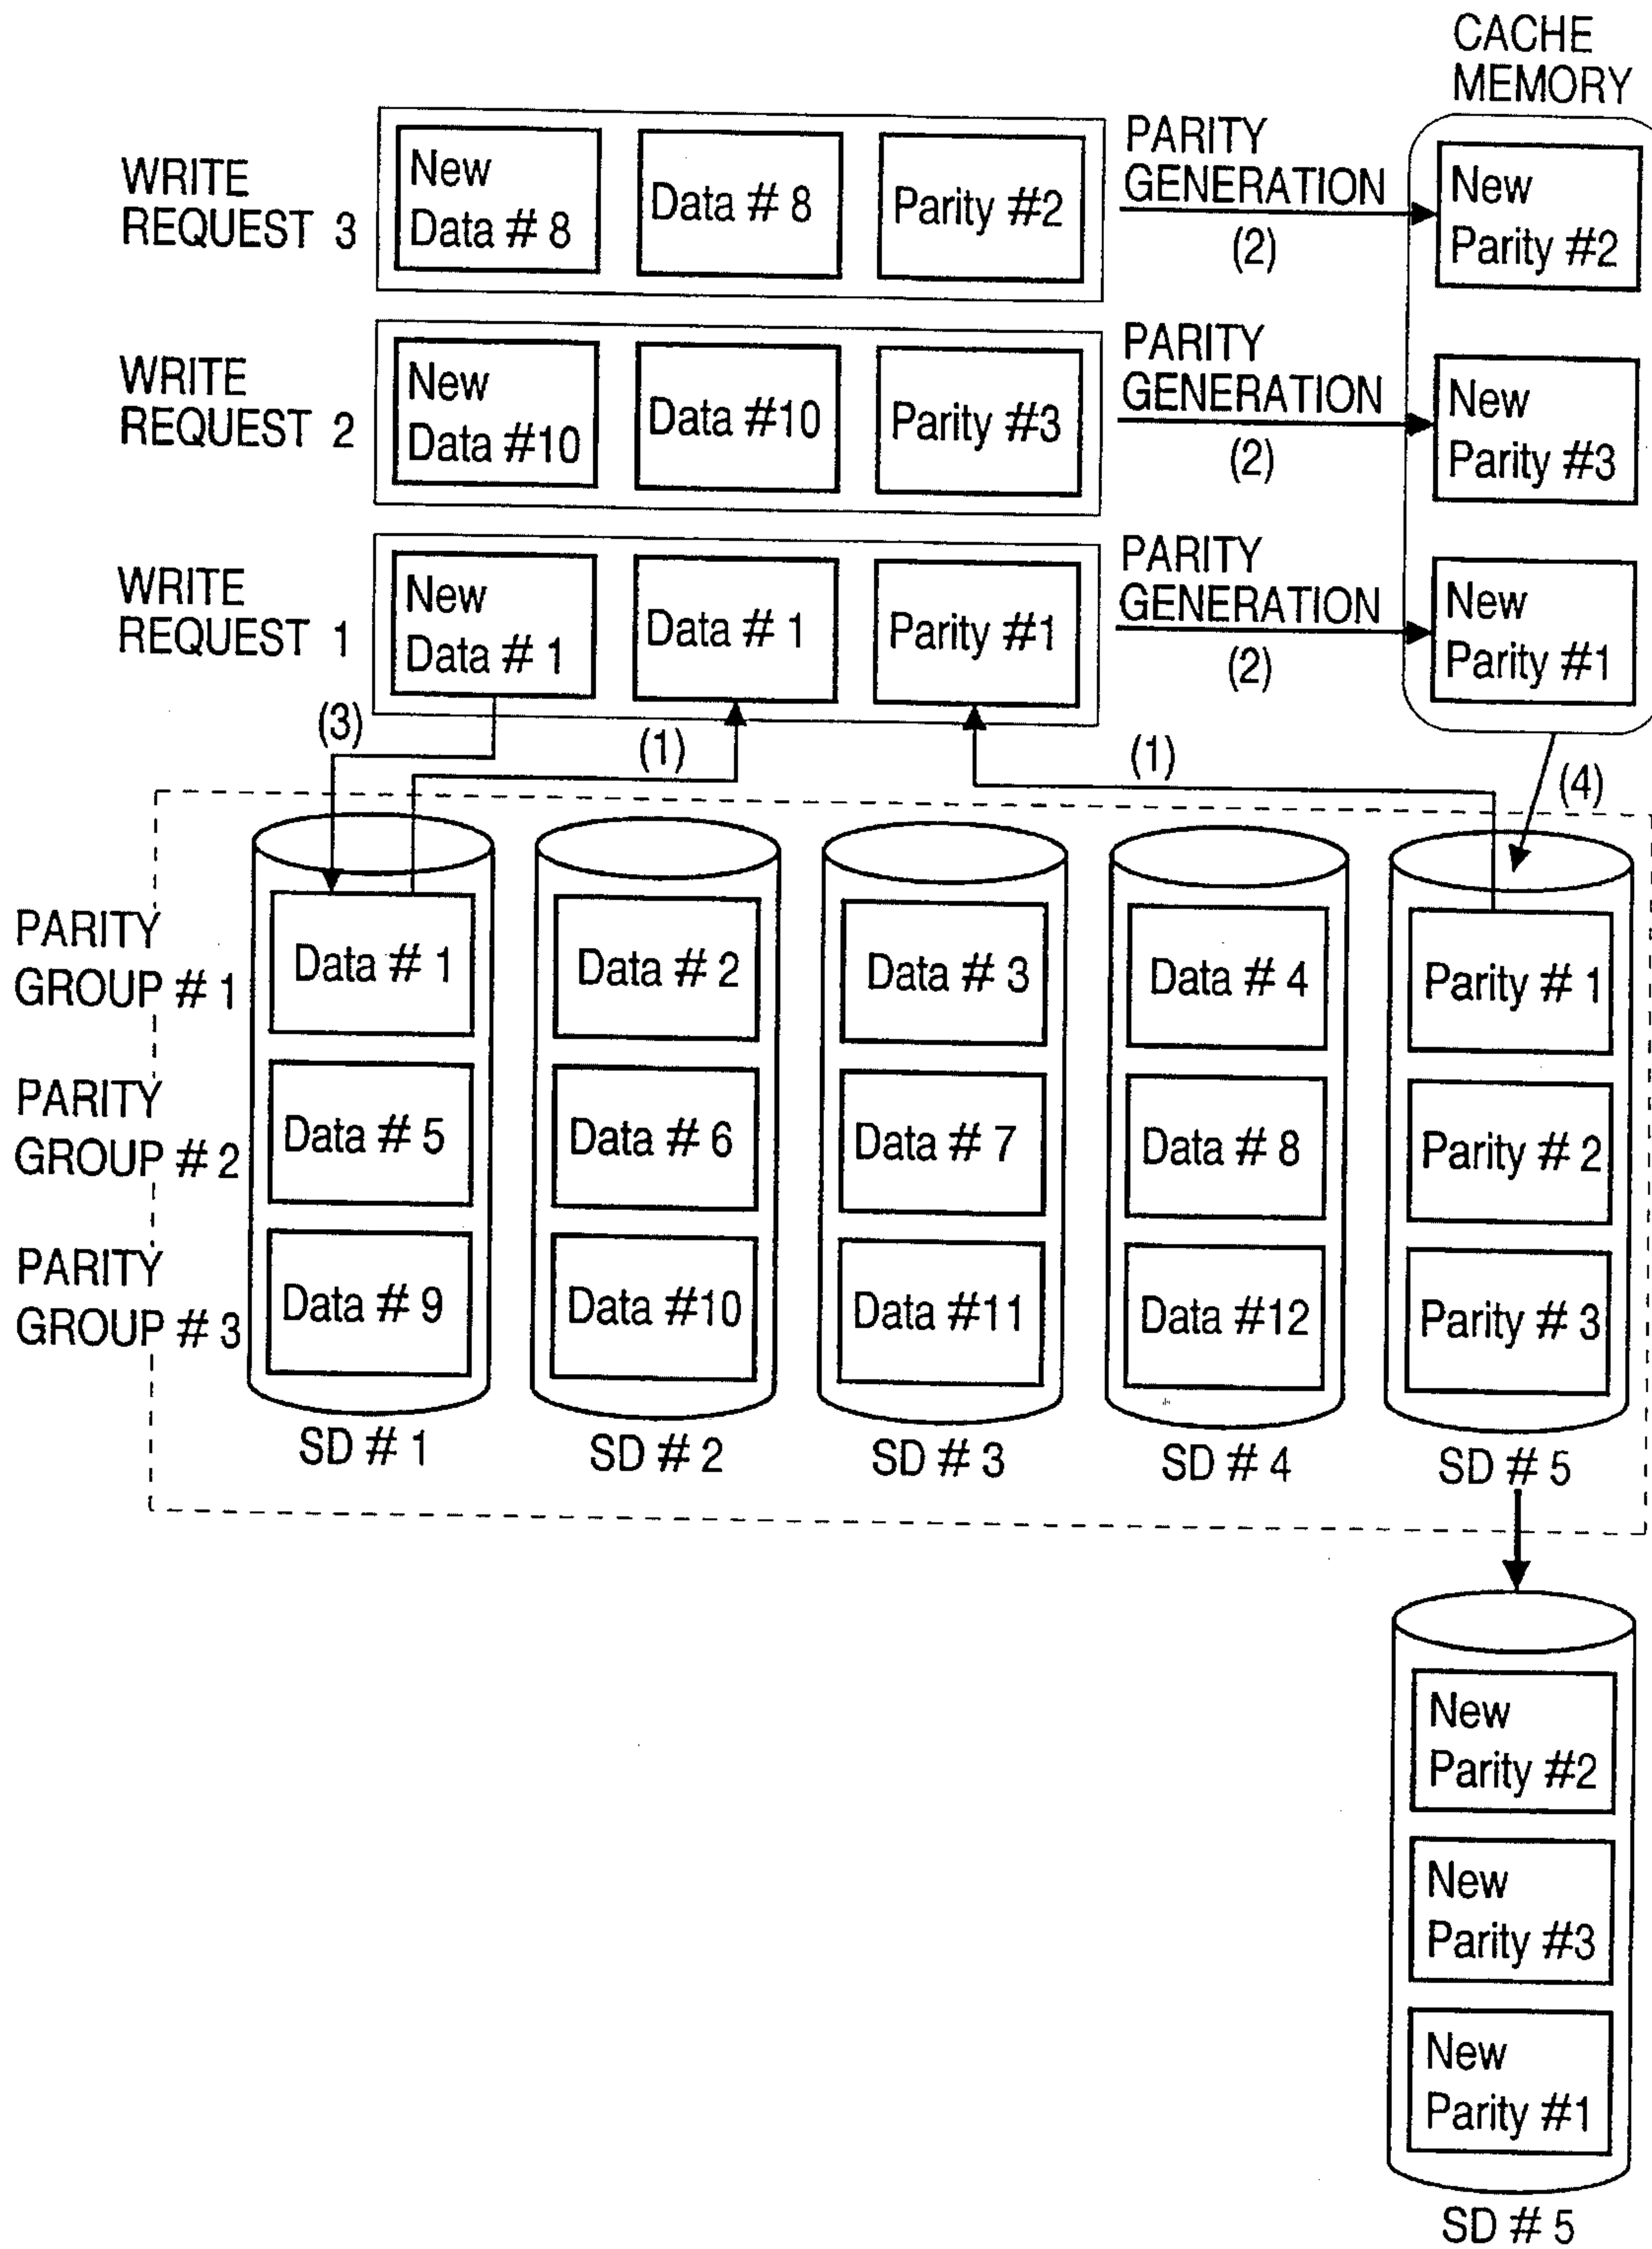 CACHE
MEMORY
WRITE
REQUEST 3
New
Data # 8
Data # 8
Parity #2
PARITY
GENERATION
(2)
New
Parity #2
WRITE
REQUEST 2
New
Data #10
Data #10
Parity #3
PARITY
GENERATION
(2)
New
Parity #3
WRITE
REQUEST 1
New
Data # 1
Data # 1
Parity #1
PARITY
GENERATION
(2)
New
Parity #1
(3)
(1)
(1)
(4)
PARITY
GROUP # 1
Data # 1
Data # 2
Data # 3
Data # 4
Parity # 1
PARITY
GROUP # 2
Data # 5
Data # 6
Data # 7
Data # 8
Parity # 2
PARITY
GROUP # 3
Data # 9
Data #10
Data #11
Data #12
Parity # 3
SD # 1
SD # 2
SD # 3
SD # 4
SD # 5
New
Parity #2
New
Parity #3
New
Parity #1
SD # 5